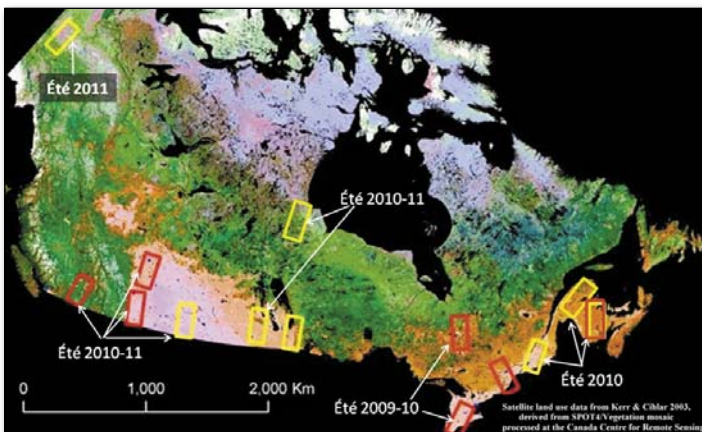 Été 2011
Été 2010-11
Été 2010-11
Été 2010
Été 2009-10
0 1,000 2,000 Km
Satellite land use data from Kerr & Cihlar 2003,
derived from SPOT4/Vegetation mosaic
processed at the Canada Centre for Remote Sensing